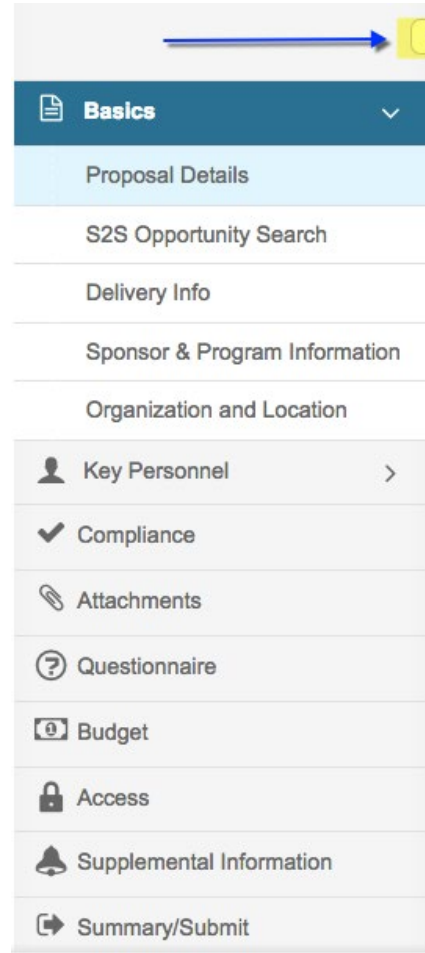 Basics
Proposal Details
S2S Opportunity Search
Delivery Info
Sponsor & Program Information
Organization and Location
Key Personnel
Compliance
Attachments
Questionnaire
Budget
Access
Supplemental Information
Summary/Submit